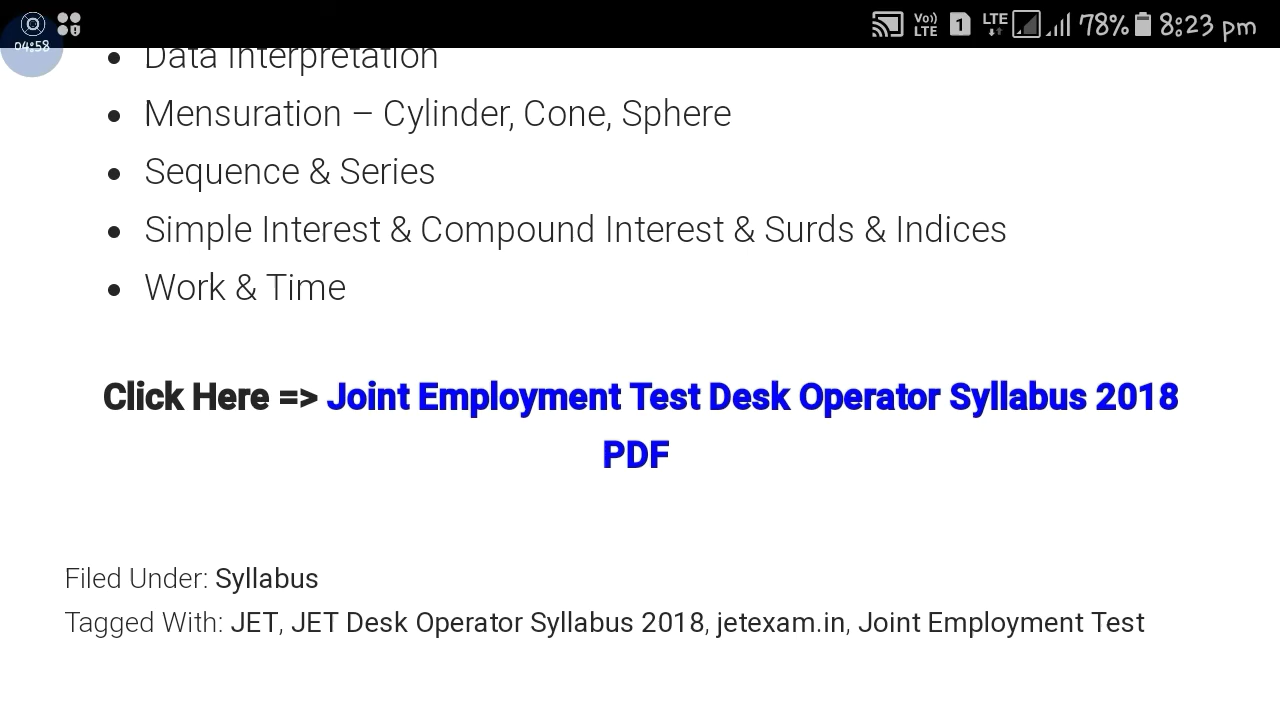 04:58
Vo))
LTE
1
LTE
78%
8:23 pm
Data Interpretation
Mensuration – Cylinder, Cone, Sphere
Sequence & Series
Simple Interest & Compound Interest & Surds & Indices
Work & Time
Click Here => Joint Employment Test Desk Operator Syllabus 2018
PDF
Filed Under: Syllabus
Tagged With: JET, JET Desk Operator Syllabus 2018, jetexam.in, Joint Employment Test